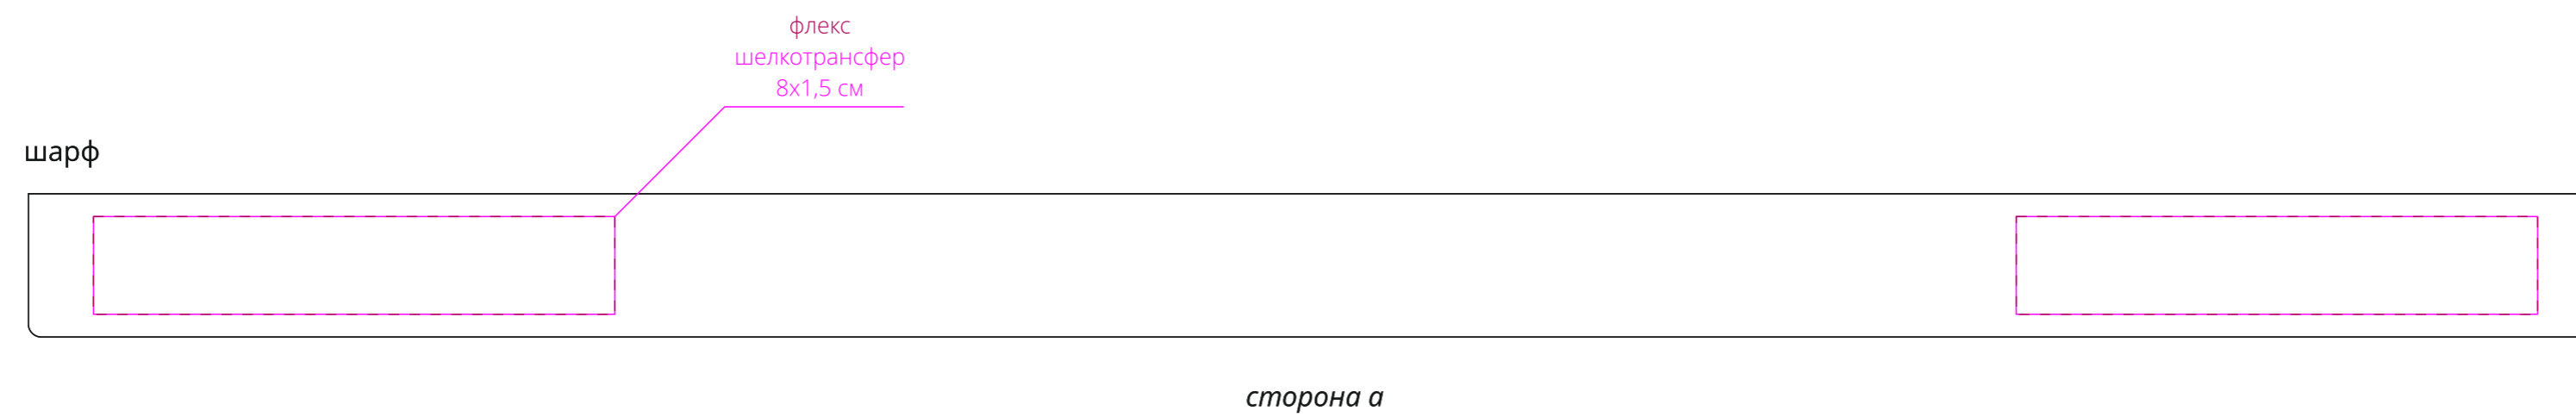 флекс
шелкотрансфер
8x1,5 см
шарф
сторона а